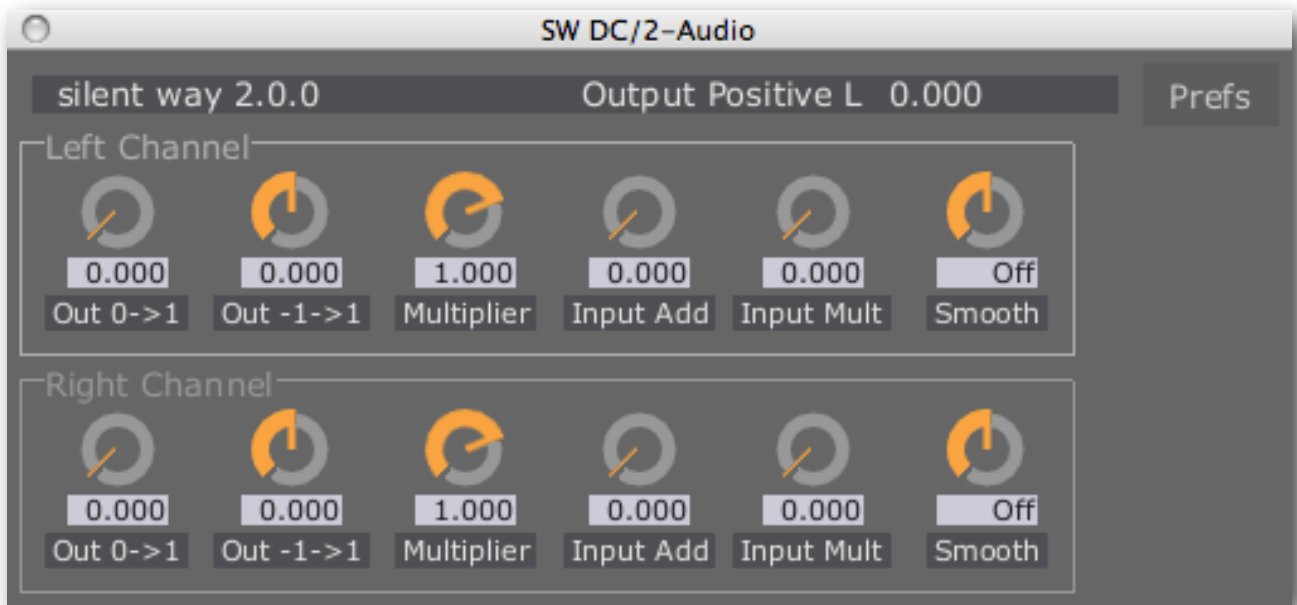 SW DC/2-Audio
silent way 2.0.0 Output Positive L 0.000 Prefs
Left Channel
0.000 0.000 1.000 0.000 0.000 Off
Out 0->1 Out -1->1 Multiplier Input Add Input Mult Smooth
Right Channel
0.000 0.000 1.000 0.000 0.000 Off
Out 0->1 Out -1->1 Multiplier Input Add Input Mult Smooth